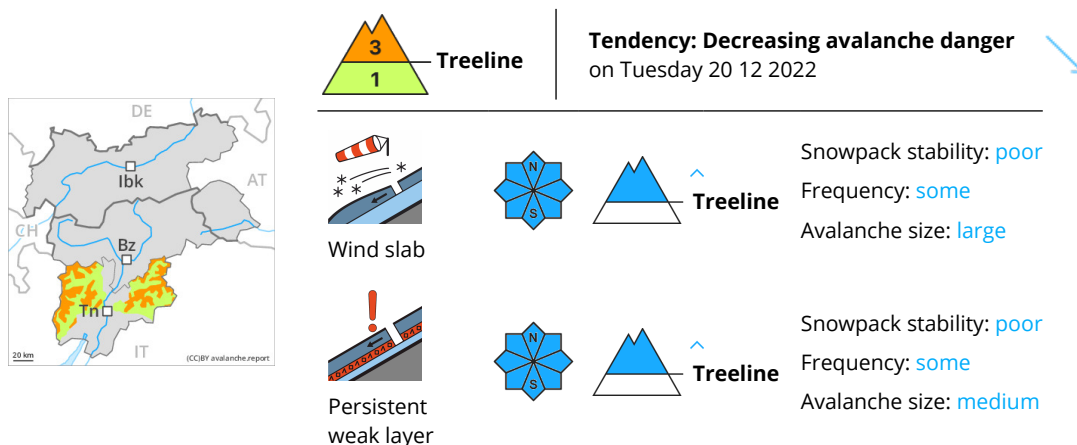 3
1
Treeline
Tendency: Decreasing avalanche danger
on Tuesday 20 12 2022
DE
Ibk
AT
CH
Bz
Tn
IT
20 km
(CC)BY avalanche.report
N
S
Treeline
Snowpack stability: poor
Frequency: some
Avalanche size: large
Wind slab
N
S
Treeline
Snowpack stability: poor
Frequency: some
Avalanche size: medium
Persistent
weak layer